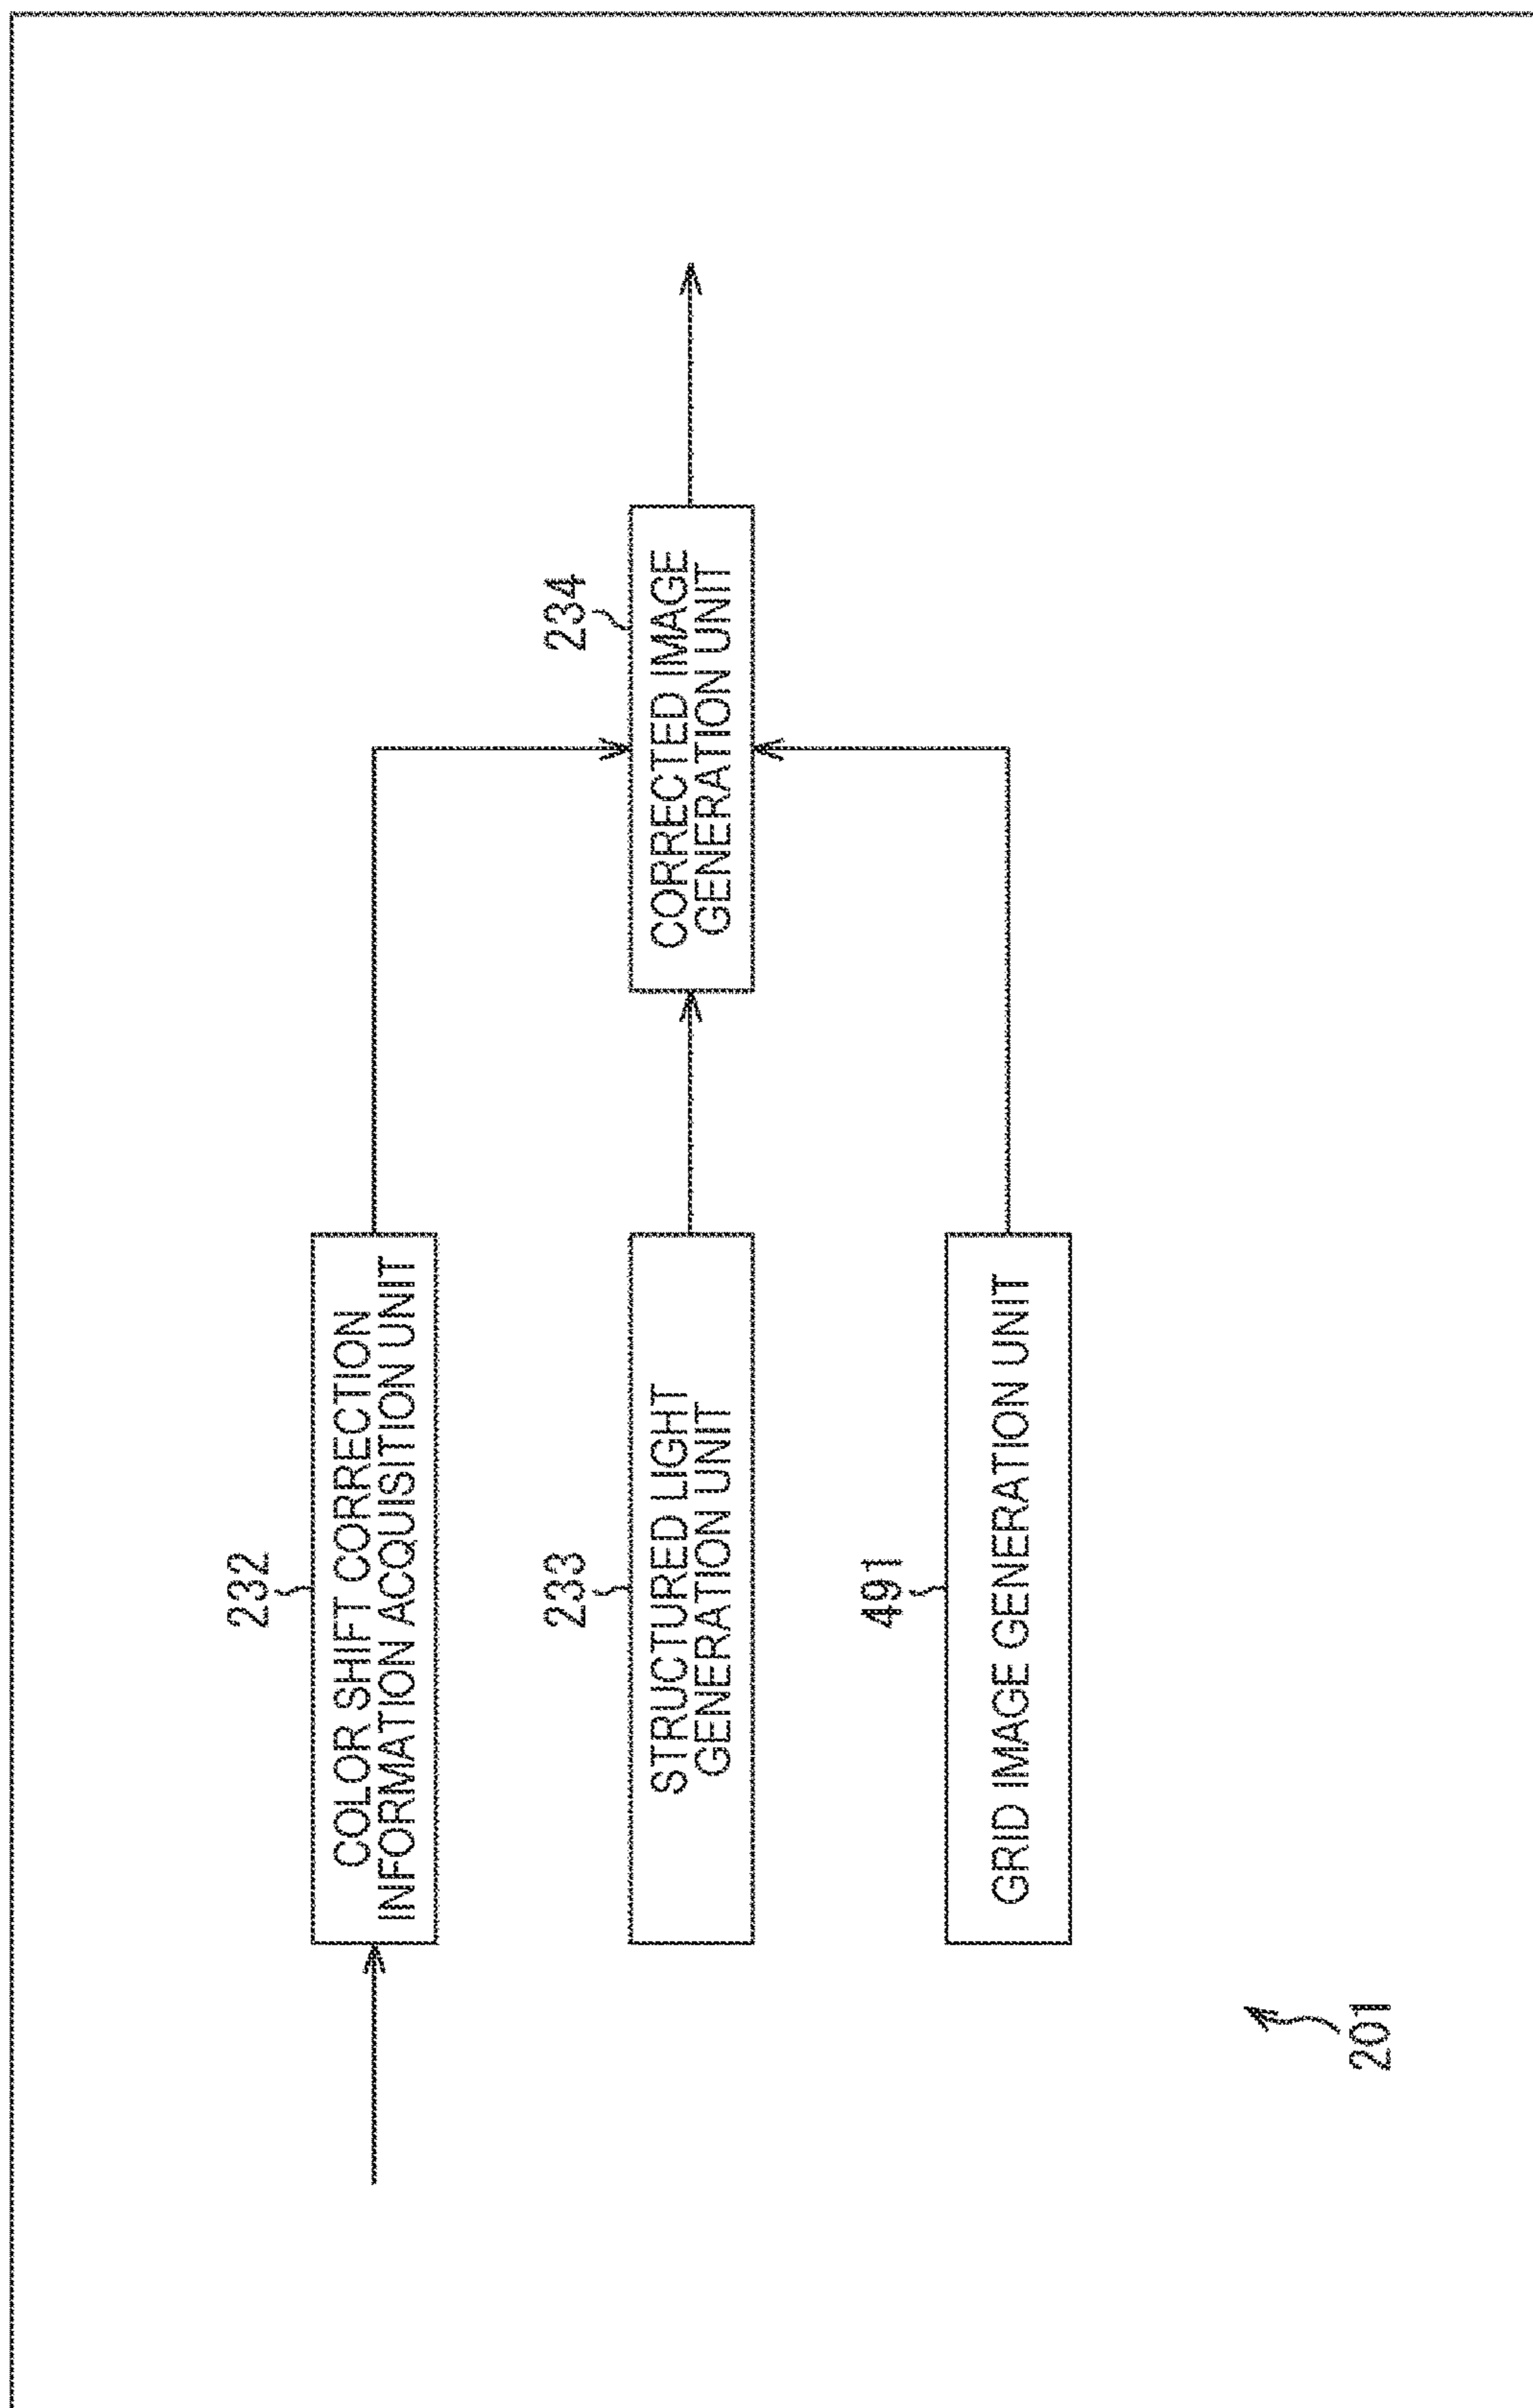 232
COLOR SHIFT CORRECTION
INFORMATION ACQUISITION UNIT
233
STRUCTURED LIGHT
GENERATION UNIT
234
CORRECTED IMAGE
GENERATION UNIT
491
GRID IMAGE GENERATION UNIT
201